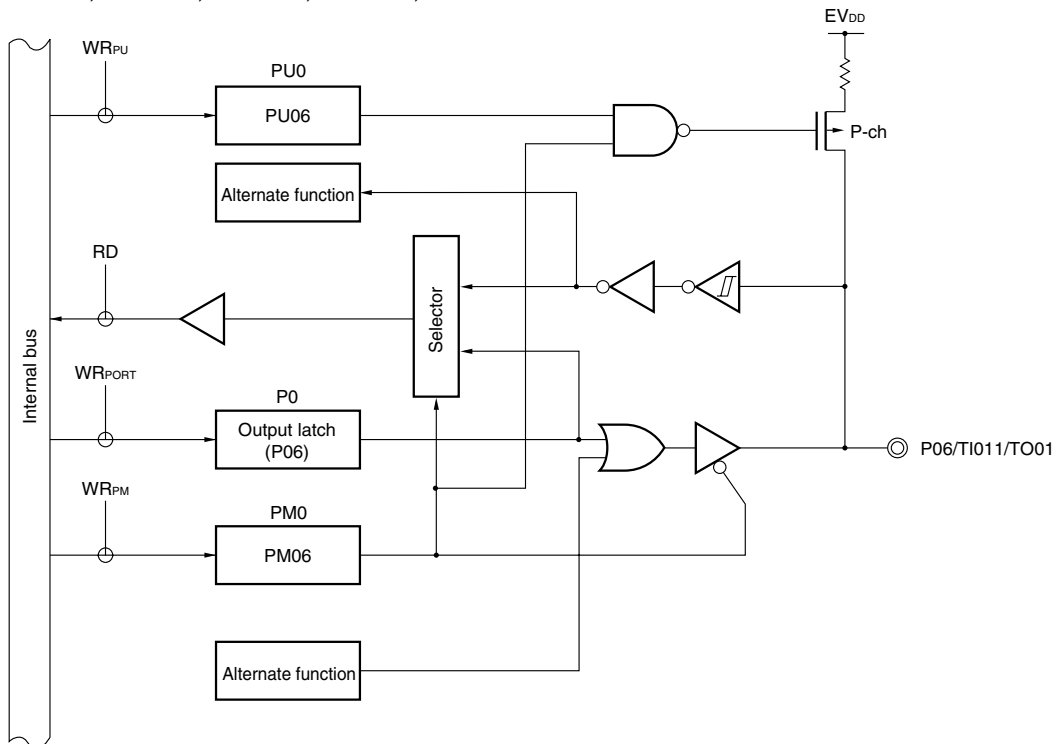 EVDD
WRPU
PU0
PU06
P-ch
Alternate function
RD
Selector
Internal bus
WRPORT
P0
Output latch
(P06)
P06/TI011/TO01
WRPM
PM0
PM06
Alternate function